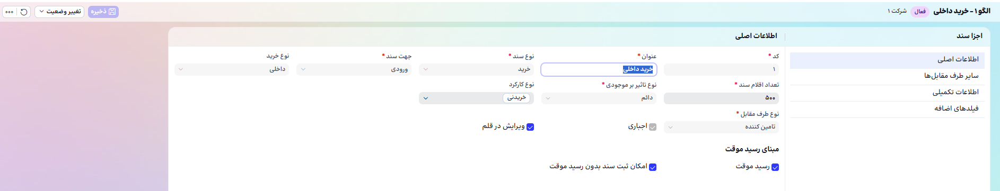 الگو ۱ - خرید داخلی فعال شرکت ۱
ذخیره تغییر وضعیت
اجزا سند
اطلاعات اصلی
سایر طرف مقابل‌ها
اطلاعات تکمیلی
فیلدهای اضافه
اطلاعات اصلی
کد * عنوان * نوع سند * جهت سند * نوع خرید
۱ خرید داخلی خرید ورودی داخلی
تعداد اقلام سند * نوع تاثیر بر موجودی * نوع کارکرد
۵۰۰ دائم خریدنی
نوع طرف مقابل *
تامین کننده اجباری ویرایش در قلم
مبنای رسید موقت
رسید موقت امکان ثبت سند بدون رسید موقت